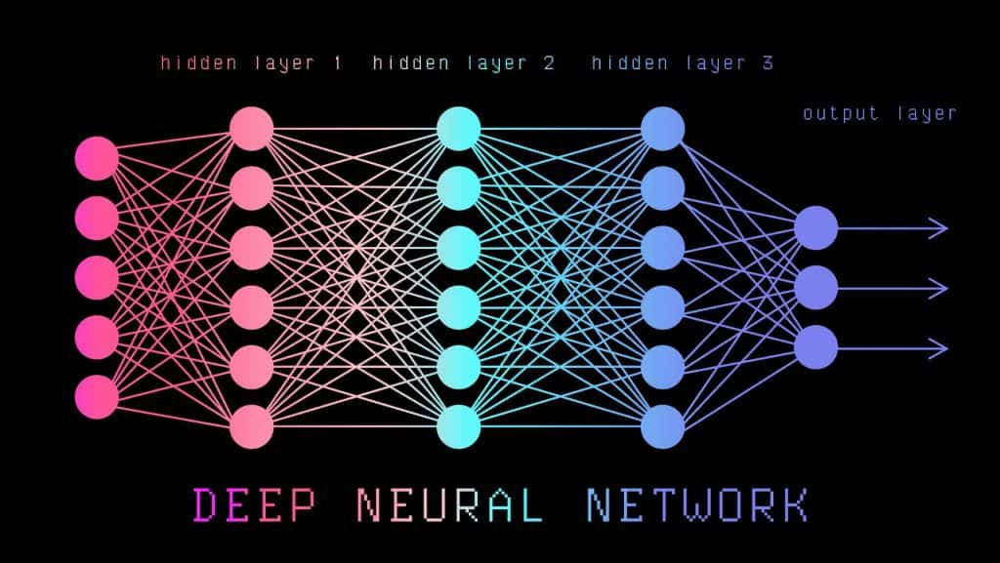 hidden layer 1 hidden layer 2 hidden layer 3
output layer
DEEP NEURAL NETWORK